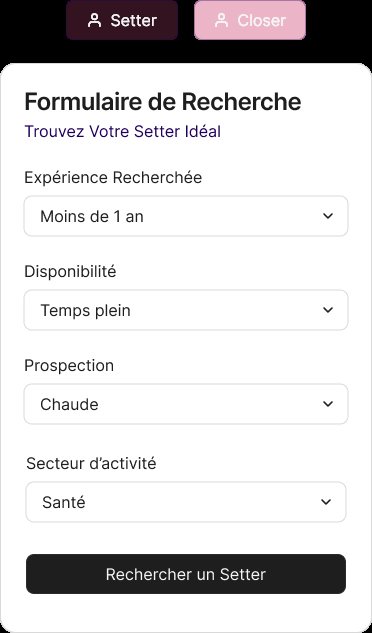 Setter
Closer
Formulaire de Recherche
Trouvez Votre Setter Idéal
Expérience Recherchée
Moins de 1 an
Disponibilité
Temps plein
Prospection
Chaude
Secteur d’activité
Santé
Rechercher un Setter